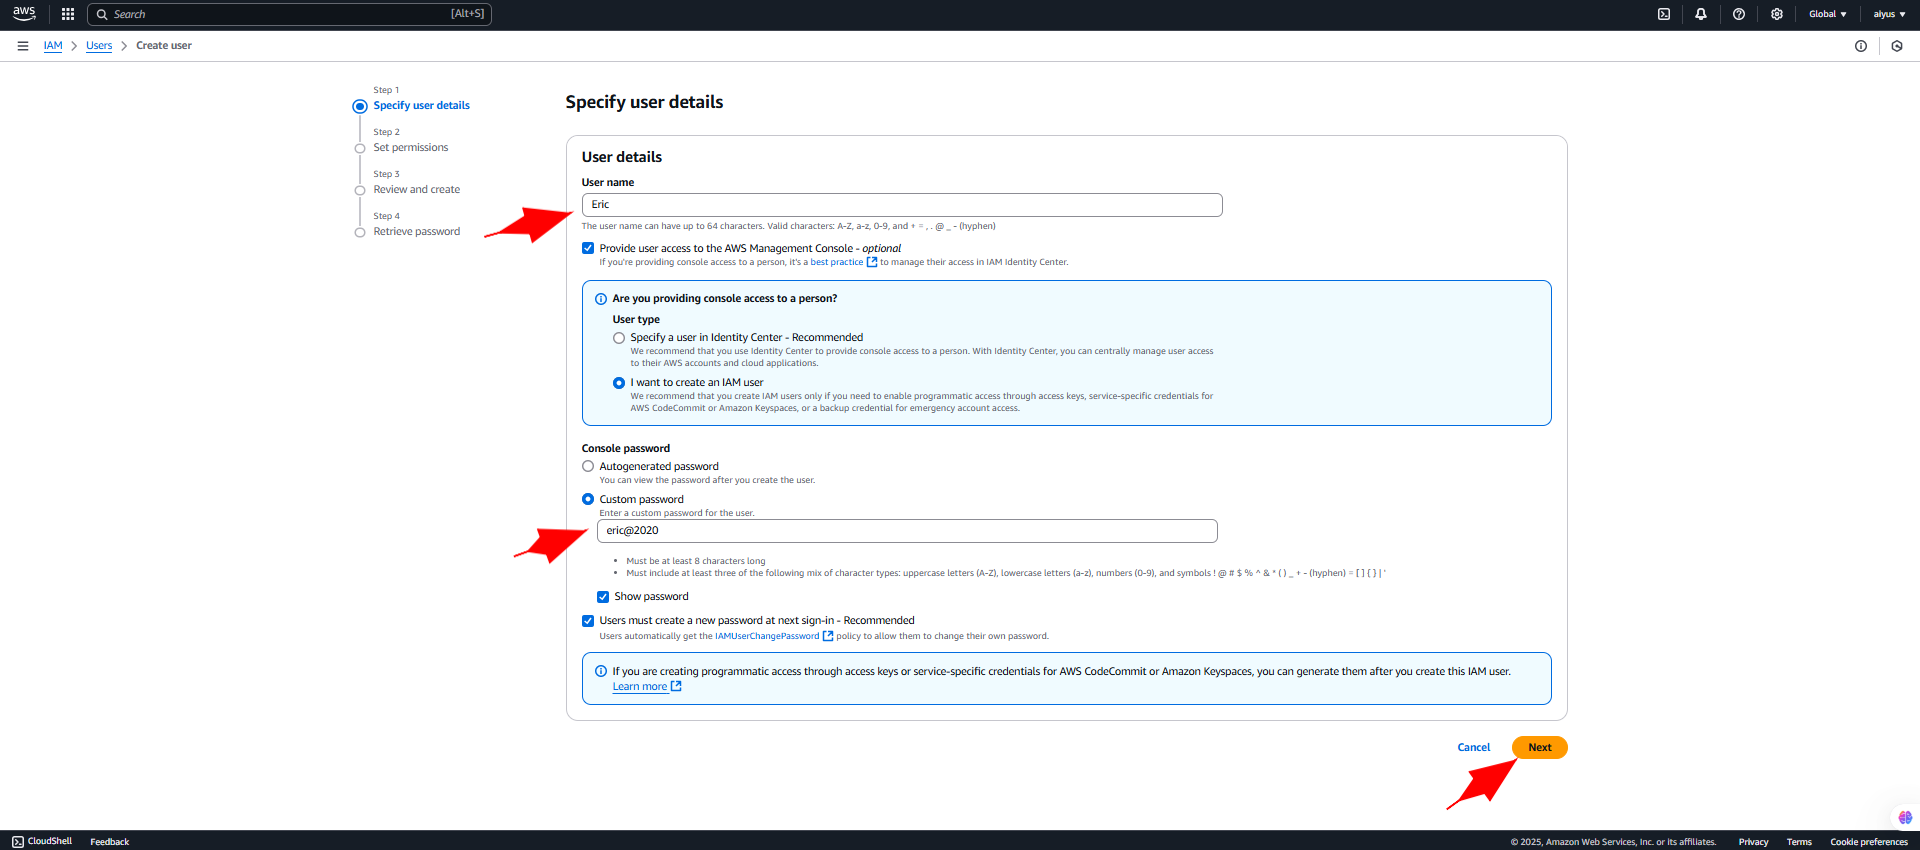 aws
Search [Alt+S]
Global ▼
aiyus ▼
IAM > Users > Create user
Step 1
Specify user details
Step 2
Set permissions
Step 3
Review and create
Step 4
Retrieve password
Specify user details
User details
User name
Eric
The user name can have up to 64 characters. Valid characters: A-Z, a-z, 0-9, and + = , . @ _ - (hyphen)
Provide user access to the AWS Management Console - optional
If you're providing console access to a person, it's a best practice to manage their access in IAM Identity Center.
Are you providing console access to a person?
User type
Specify a user in Identity Center - Recommended
We recommend that you use Identity Center to provide console access to a person. With Identity Center, you can centrally manage user access
to their AWS accounts and cloud applications.
I want to create an IAM user
We recommend that you create IAM users only if you need to enable programmatic access through access keys, service-specific credentials for
AWS CodeCommit or Amazon Keyspaces, or a backup credential for emergency account access.
Console password
Autogenerated password
You can view the password after you create the user.
Custom password
Enter a custom password for the user.
eric@2020
• Must be at least 8 characters long
• Must include at least three of the following mix of character types: uppercase letters (A-Z), lowercase letters (a-z), numbers (0-9), and symbols ! @ # $ % ^ & * ( ) _ + - (hyphen) = [ ] { } | '
Show password
Users must create a new password at next sign-in - Recommended
Users automatically get the IAMUserChangePassword policy to allow them to change their own password.
If you are creating programmatic access through access keys or service-specific credentials for AWS CodeCommit or Amazon Keyspaces, you can generate them after you create this IAM user.
Learn more
Cancel
Next
CloudShell
Feedback
© 2025, Amazon Web Services, Inc. or its affiliates.
Privacy
Terms
Cookie preferences